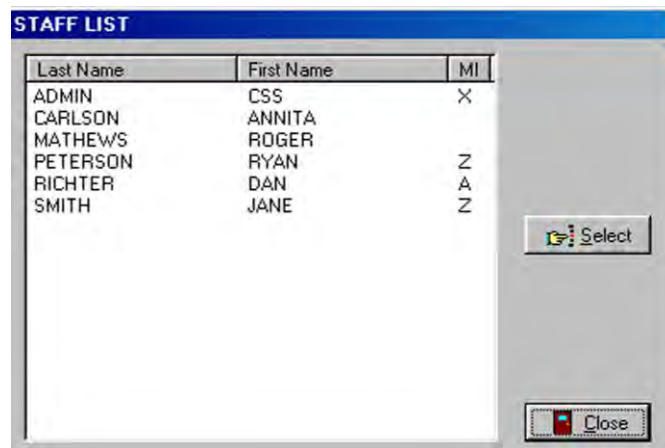 STAFF LIST
Last Name First Name MI
ADMIN CSS X
CARLSON ANNITA
MATHEWS ROGER
PETERSON RYAN Z
RICHTER DAN A
SMITH JANE Z
Select
Close